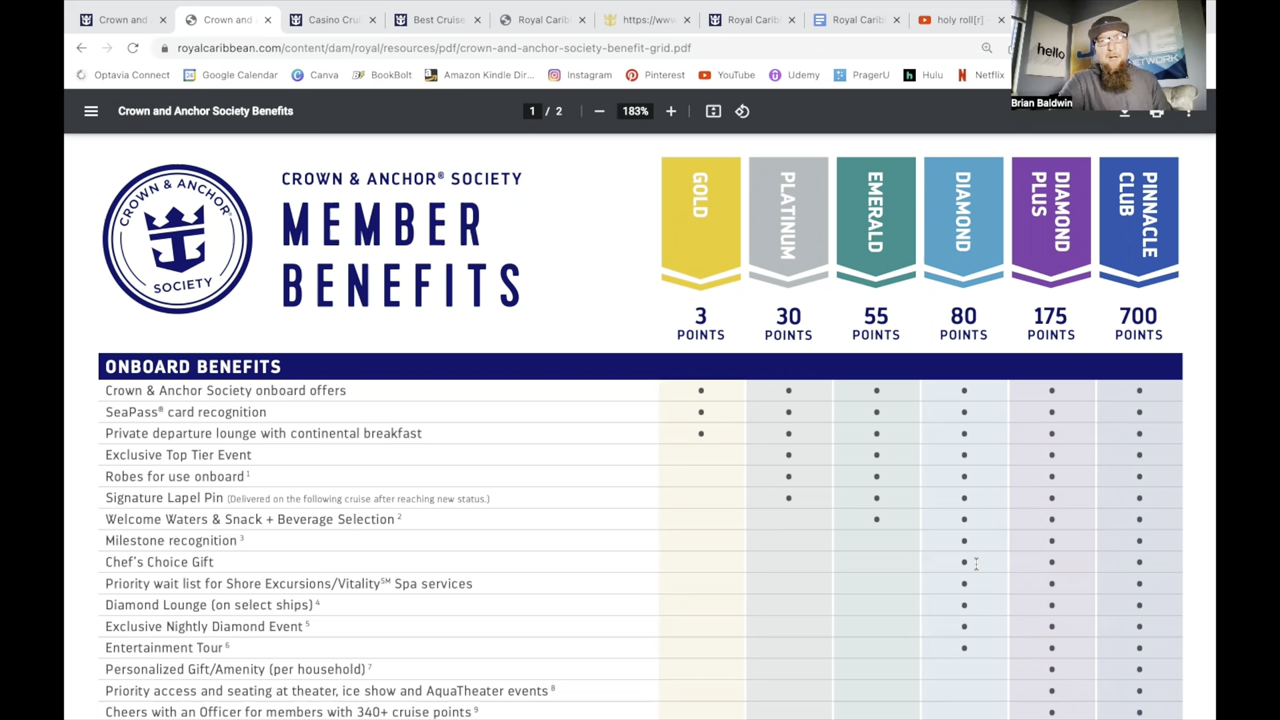 Crown and A
Crown and A
Casino Cru
Best Cruise
Royal Carib
https://www
Royal Carib
Royal Carib
holy roll[r]
royalcaribbean.com/content/dam/royal/resources/pdf/crown-and-anchor-society-benefit-grid.pdf
Optavia Connect
Google Calendar
Canva
BookBolt
Amazon Kindle Dir...
Instagram
Pinterest
YouTube
Udemy
PragerU
Hulu
Netflix
hello
NETWORK
Brian Baldwin
Crown and Anchor Society Benefits
1 / 2
183%
CROWN & ANCHOR®
SOCIETY
CROWN & ANCHOR® SOCIETY
MEMBER
BENEFITS
GOLD
PLATINUM
EMERALD
DIAMOND
DIAMOND
PLUS
PINNACLE
CLUB
3 30 55 80 175 700
POINTS POINTS POINTS POINTS POINTS POINTS
ONBOARD BENEFITS
Crown & Anchor Society onboard offers
SeaPass® card recognition
Private departure lounge with continental breakfast
Exclusive Top Tier Event
Robes for use onboard 1
Signature Lapel Pin (Delivered on the following cruise after reaching new status.)
Welcome Waters & Snack + Beverage Selection 2
Milestone recognition 3
Chef's Choice Gift
Priority wait list for Shore Excursions/Vitality℠ Spa services
Diamond Lounge (on select ships) 4
Exclusive Nightly Diamond Event 5
Entertainment Tour 6
Personalized Gift/Amenity (per household) 7
Priority access and seating at theater, ice show and AquaTheater events 8
Cheers with an Officer for members with 340+ cruise points 9